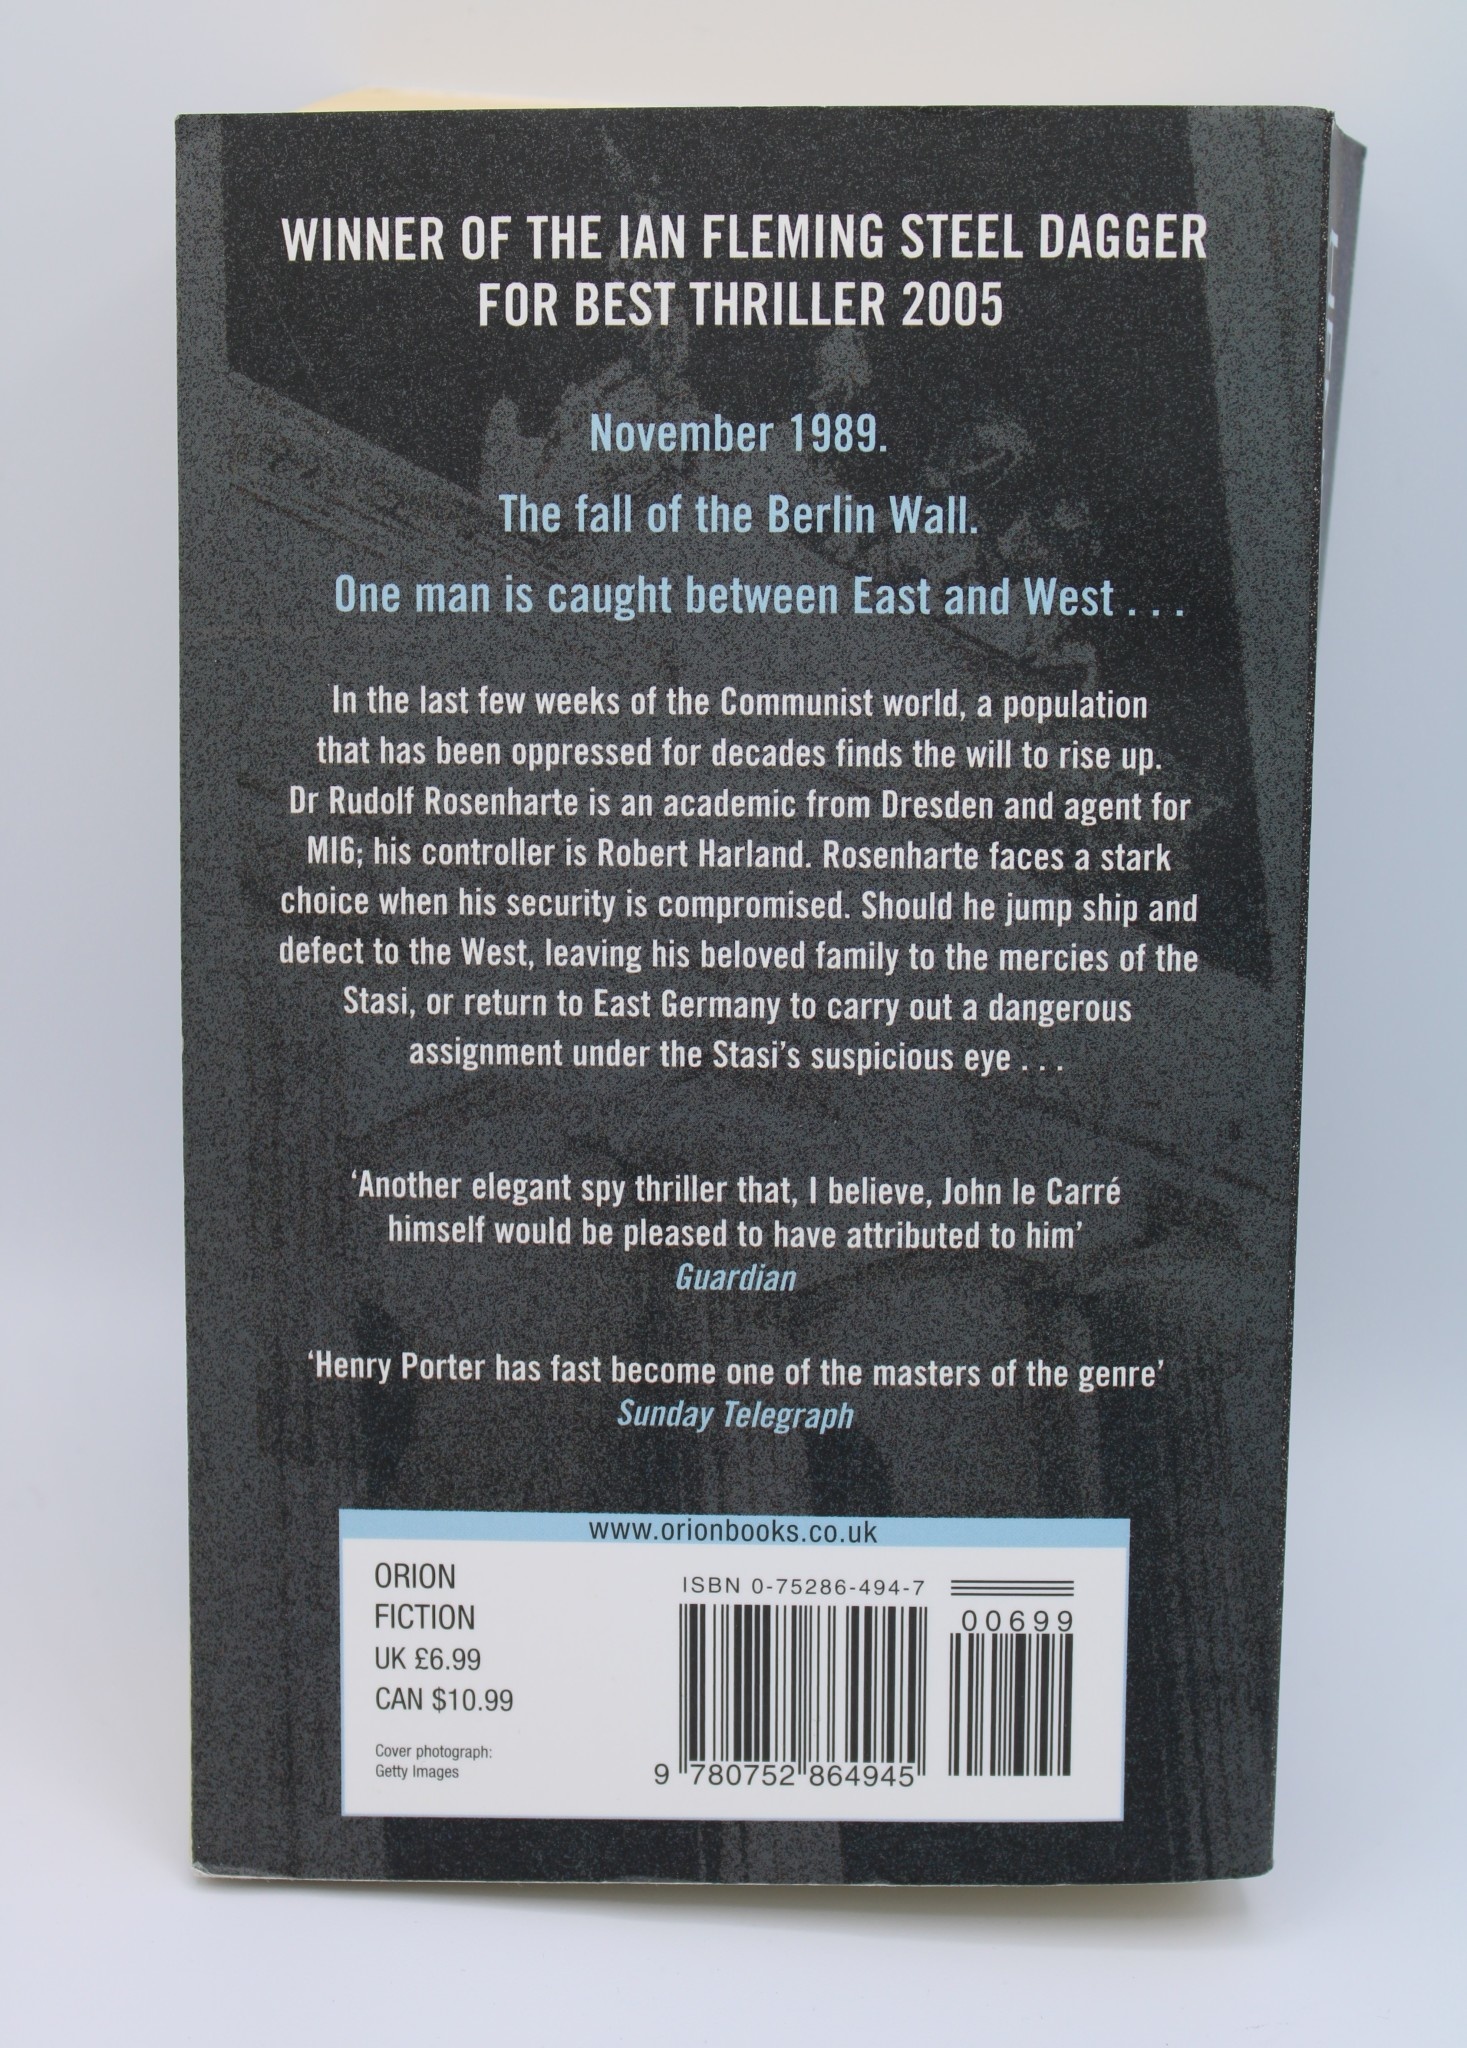 WINNER OF THE IAN FLEMING STEEL DAGGER
FOR BEST THRILLER 2005
November 1989.
The fall of the Berlin Wall.
One man is caught between East and West . . .
In the last few weeks of the Communist world, a population
that has been oppressed for decades finds the will to rise up.
Dr Rudolf Rosenharte is an academic from Dresden and agent for
MI6; his controller is Robert Harland. Rosenharte faces a stark
choice when his security is compromised. Should he jump ship and
defect to the West, leaving his beloved family to the mercies of the
Stasi, or return to East Germany to carry out a dangerous
assignment under the Stasi's suspicious eye . . .
‘Another elegant spy thriller that, I believe, John le Carré
himself would be pleased to have attributed to him’
Guardian
‘Henry Porter has fast become one of the masters of the genre’
Sunday Telegraph
www.orionbooks.co.uk
ORION
FICTION
UK £6.99
CAN $10.99
Cover photograph:
Getty Images
ISBN 0-75286-494-7
00699
9 780752 864945